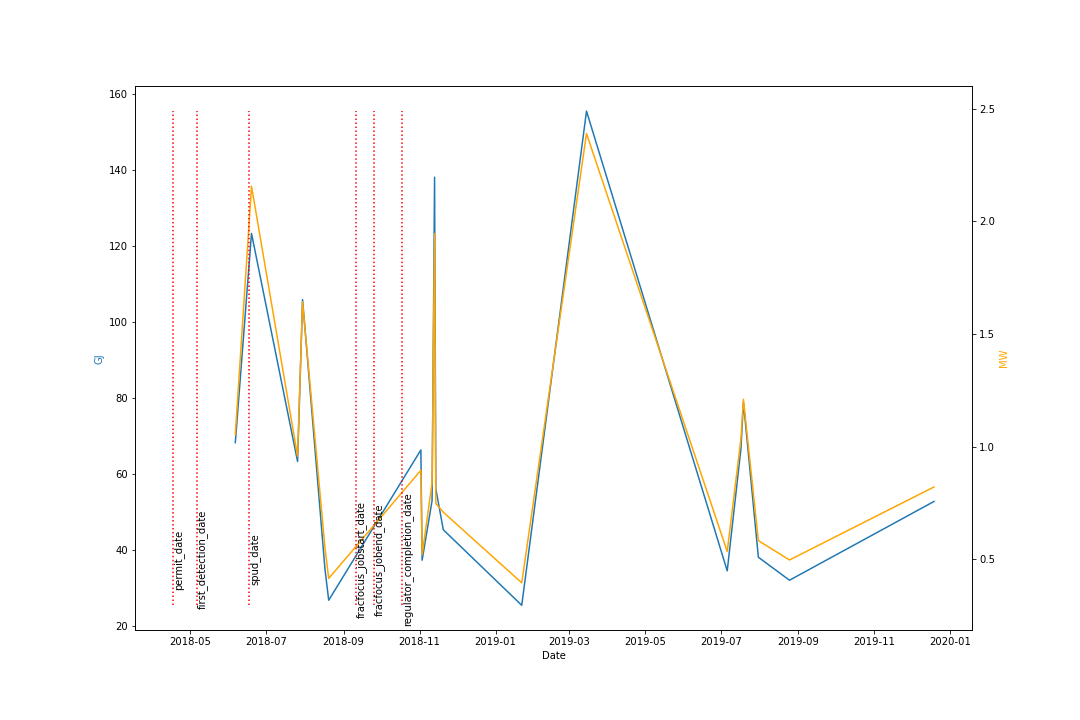 160
140
120
100
80
60
40
20
GJ
2.5
2.0
1.5
1.0
0.5
MW
permit_date
first_detection_date
spud_date
fracfocus_jobstart_date
fracfocus_jobend_date
regulator_completion_date
2018-05
2018-07
2018-09
2018-11
2019-01
2019-03
2019-05
2019-07
2019-09
2019-11
2020-01
Date